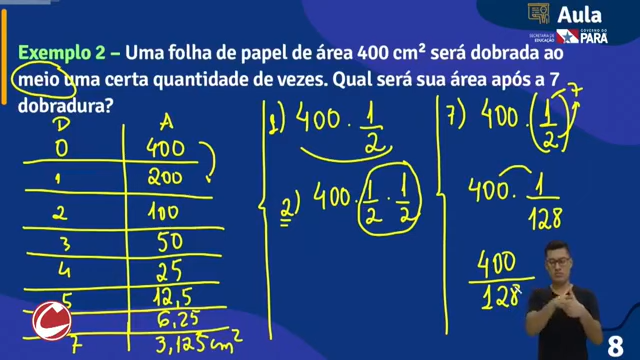 SECRETARIA DE EDUCAÇÃO
GOVERNO DO PARÁ
Aula
Exemplo 2 – Uma folha de papel de área 400 cm² será dobrada ao
meio uma certa quantidade de vezes. Qual será sua área após a 7
dobradura?
D A
0 400
1 200
2 100
3 50
4 25
5 12,5
6,25
7 3,125 cm²
1) 400 · 1/2
2) 400 · 1/2 · 1/2
7) 400 · (1/2)⁷
400 · 1/128
400/128
8